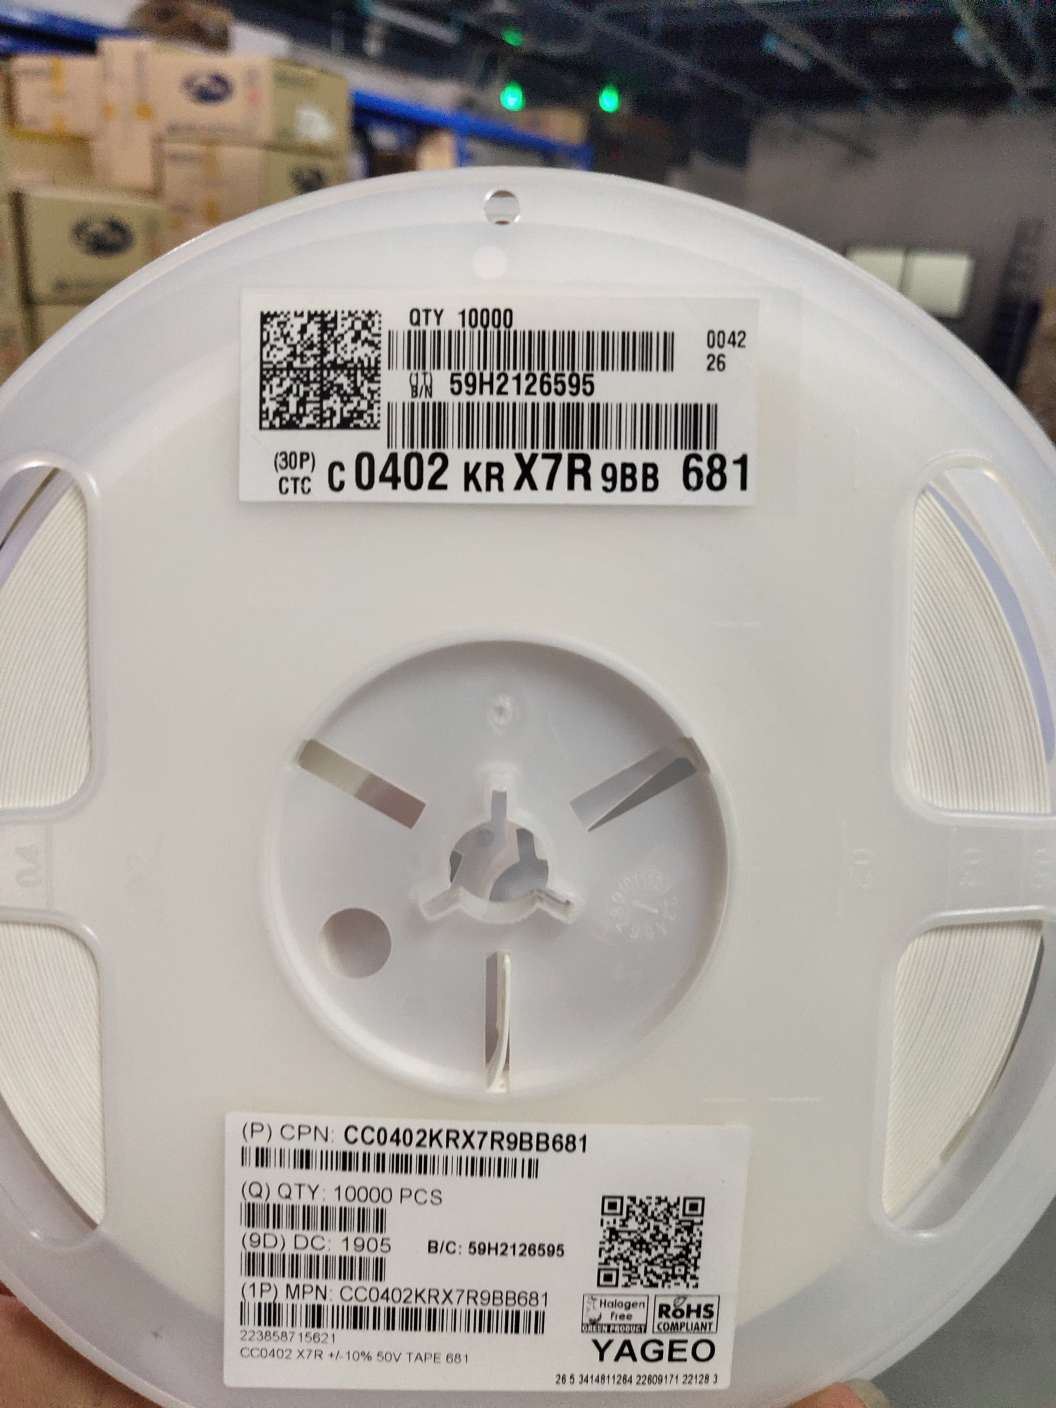 QTY 10000
0042
26
(1T)
B/N 59H2126595
(30P)
CTC C 0402 KR X7R 9BB 681
(P) CPN: CC0402KRX7R9BB681
(Q) QTY: 10000 PCS
(9D) DC: 1905 B/C: 59H2126595
(1P) MPN: CC0402KRX7R9BB681
Halogen
Free
GREEN PRODUCT
RoHS
COMPLIANT
223858715621
YAGEO
CC0402 X7R +/-10% 50V TAPE 681
26 5 3414811264 22609171 22128 3